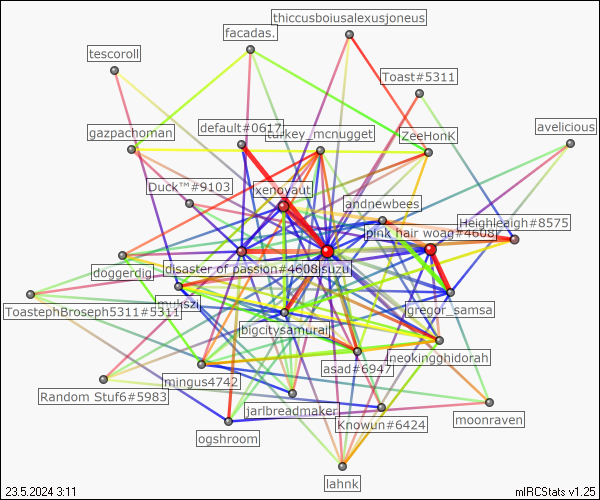 thiccusboiusalexusjoneus
facadas.
tescoroll
Toast#5311
default#0617
turkey_mcnugget
gazpachoman
ZeeHonK
avelicious
Duck™#9103
xenoyaut
andnewbees
Heighleaigh#8575
pink hair woag#4608
doggerdig
disaster of passion#4608
suzu
mukszi
ToastephBroseph5311#5311
gregor_samsa
bigcitysamurai
neokingghidorah
asad#6947
mingus4742
Random Stuf6#5983
jarlbreadmaker
moonraven
Knowun#6424
ogshroom
lahnk
23.5.2024 3:11
mIRCStats v1.25